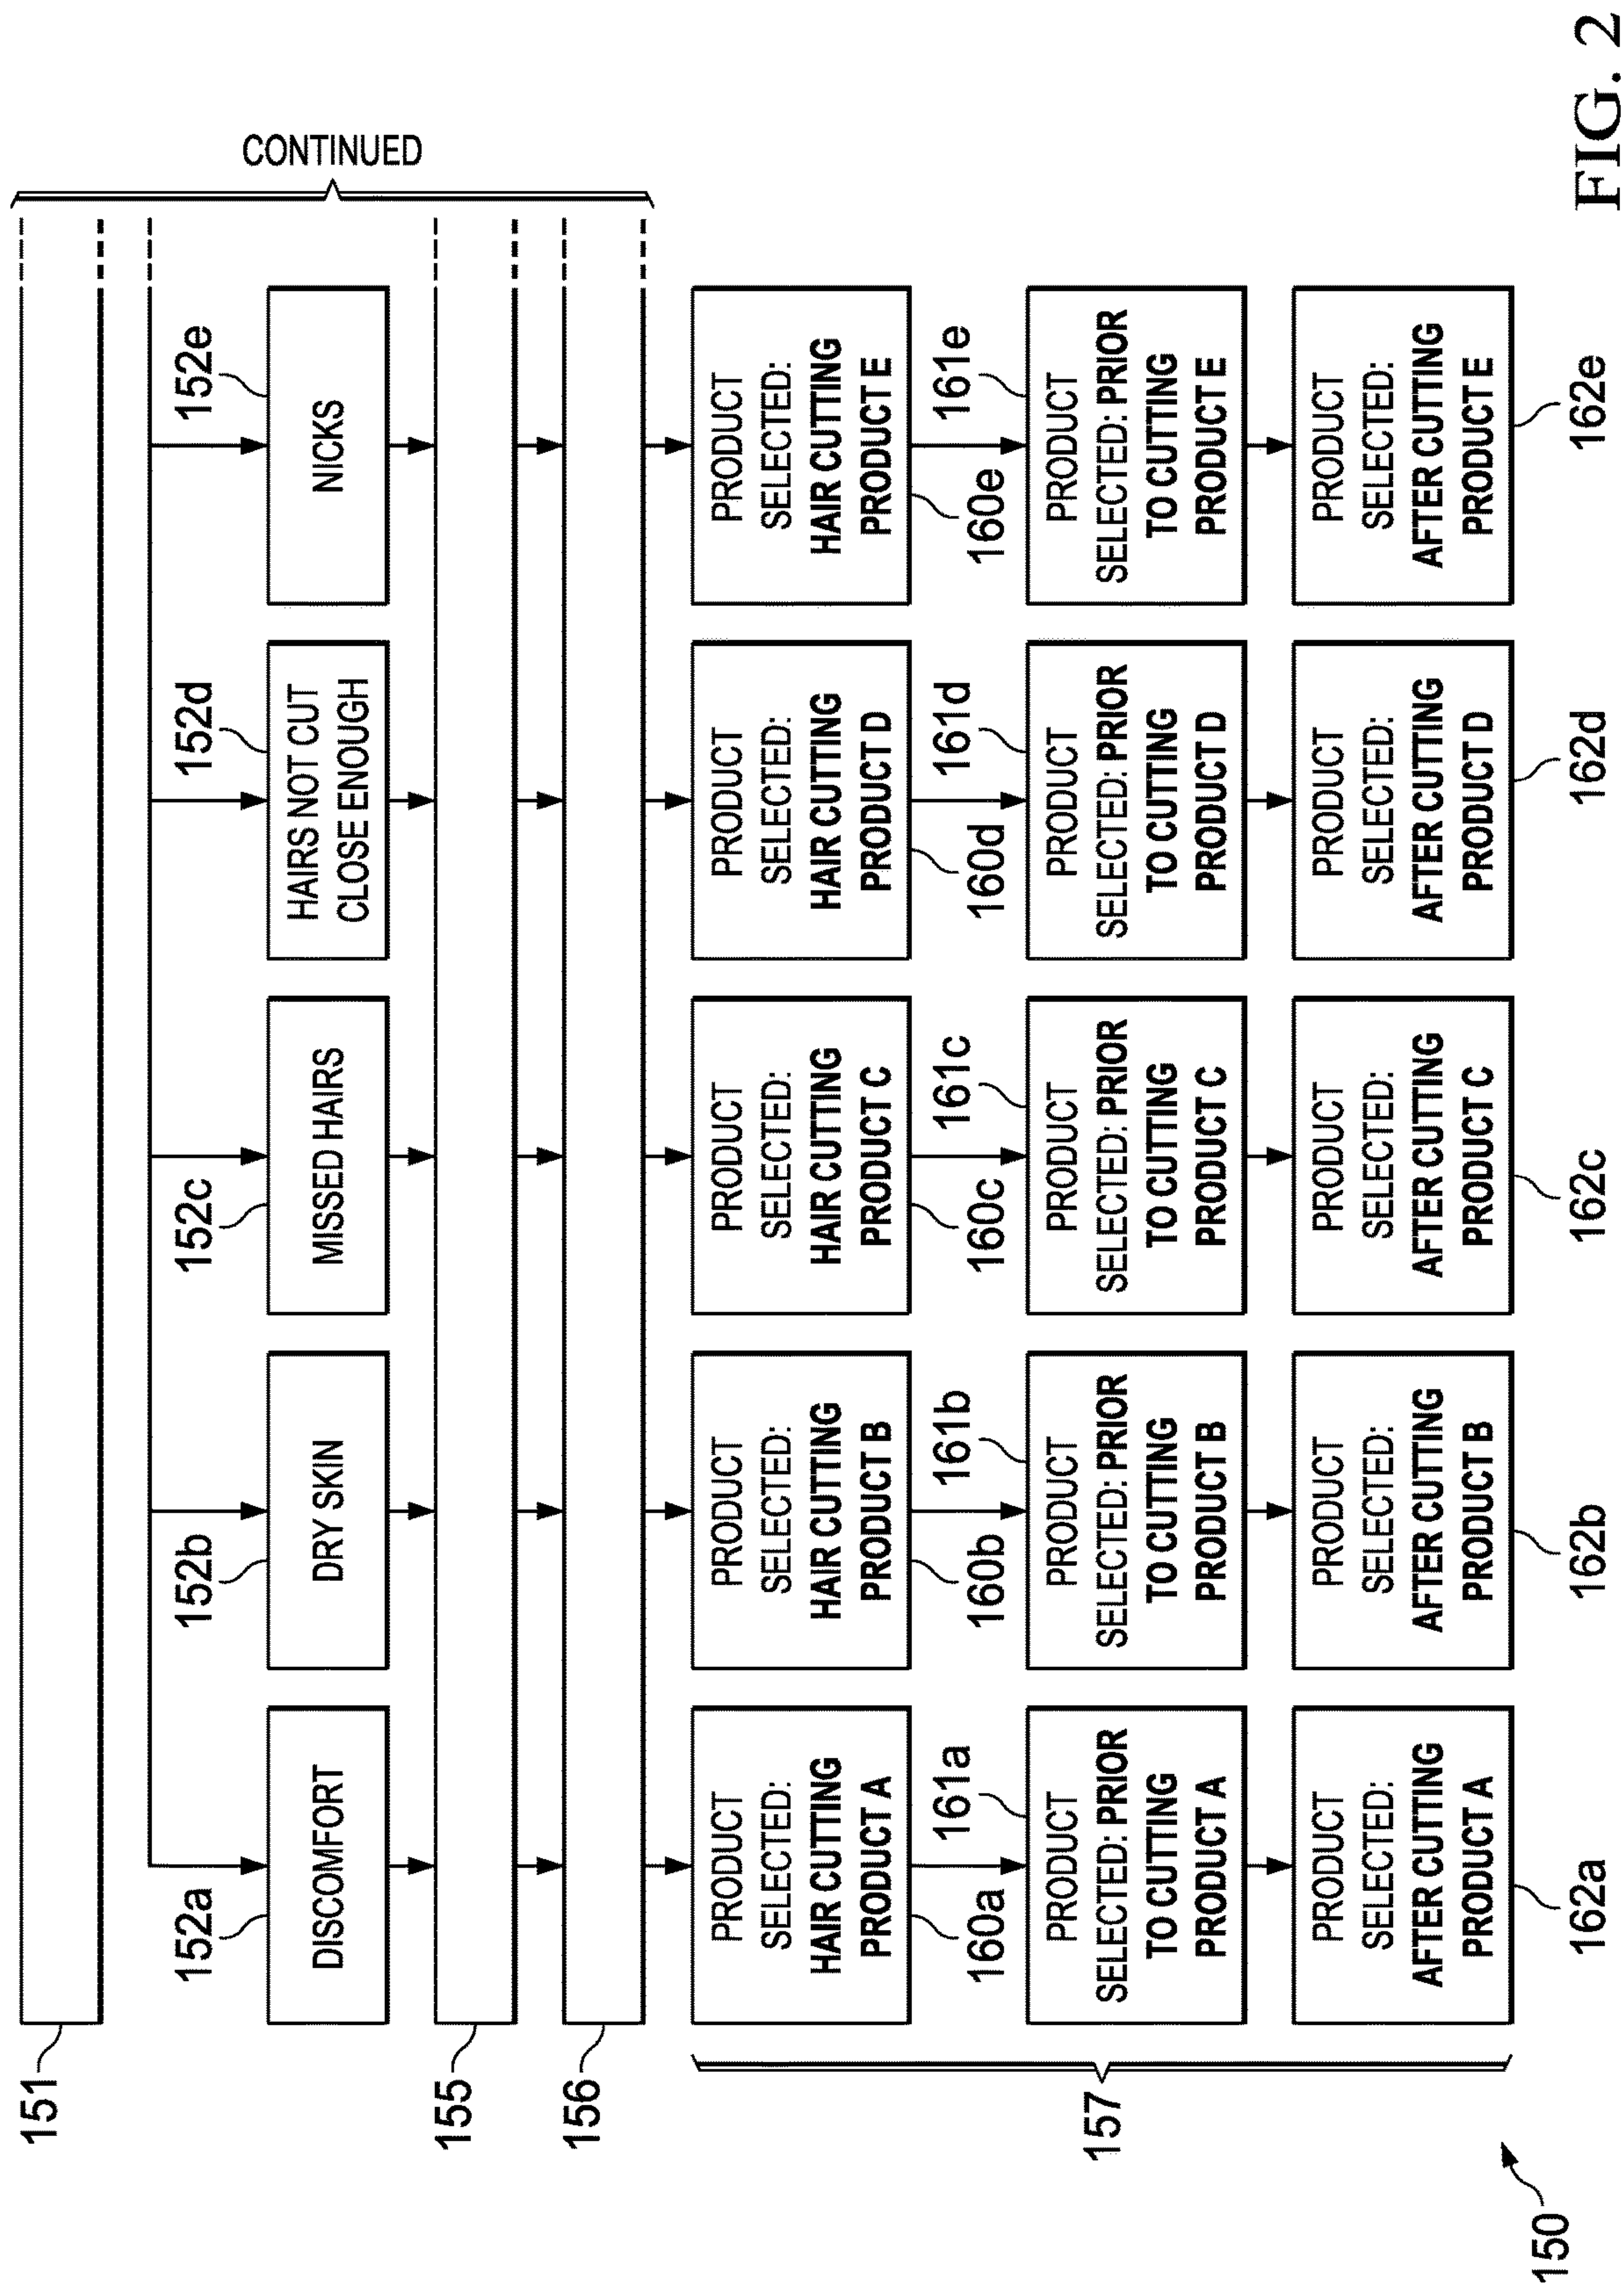 151
CONTINUED
152a
152b
152c
152d
152e
DISCOMFORT
DRY SKIN
MISSED HAIRS
HAIRS NOT CUT
CLOSE ENOUGH
NICKS
155
156
157
PRODUCT
SELECTED:
HAIR CUTTING
PRODUCT A
PRODUCT
SELECTED:
HAIR CUTTING
PRODUCT B
PRODUCT
SELECTED:
HAIR CUTTING
PRODUCT C
PRODUCT
SELECTED:
HAIR CUTTING
PRODUCT D
PRODUCT
SELECTED:
HAIR CUTTING
PRODUCT E
160a
161a
160b
161b
160c
161c
160d
161d
160e
161e
PRODUCT
SELECTED: PRIOR
TO CUTTING
PRODUCT A
PRODUCT
SELECTED: PRIOR
TO CUTTING
PRODUCT B
PRODUCT
SELECTED: PRIOR
TO CUTTING
PRODUCT C
PRODUCT
SELECTED: PRIOR
TO CUTTING
PRODUCT D
PRODUCT
SELECTED: PRIOR
TO CUTTING
PRODUCT E
PRODUCT
SELECTED:
AFTER CUTTING
PRODUCT A
PRODUCT
SELECTED:
AFTER CUTTING
PRODUCT B
PRODUCT
SELECTED:
AFTER CUTTING
PRODUCT C
PRODUCT
SELECTED:
AFTER CUTTING
PRODUCT D
PRODUCT
SELECTED:
AFTER CUTTING
PRODUCT E
150
162a
162b
162c
162d
162e
FIG. 2